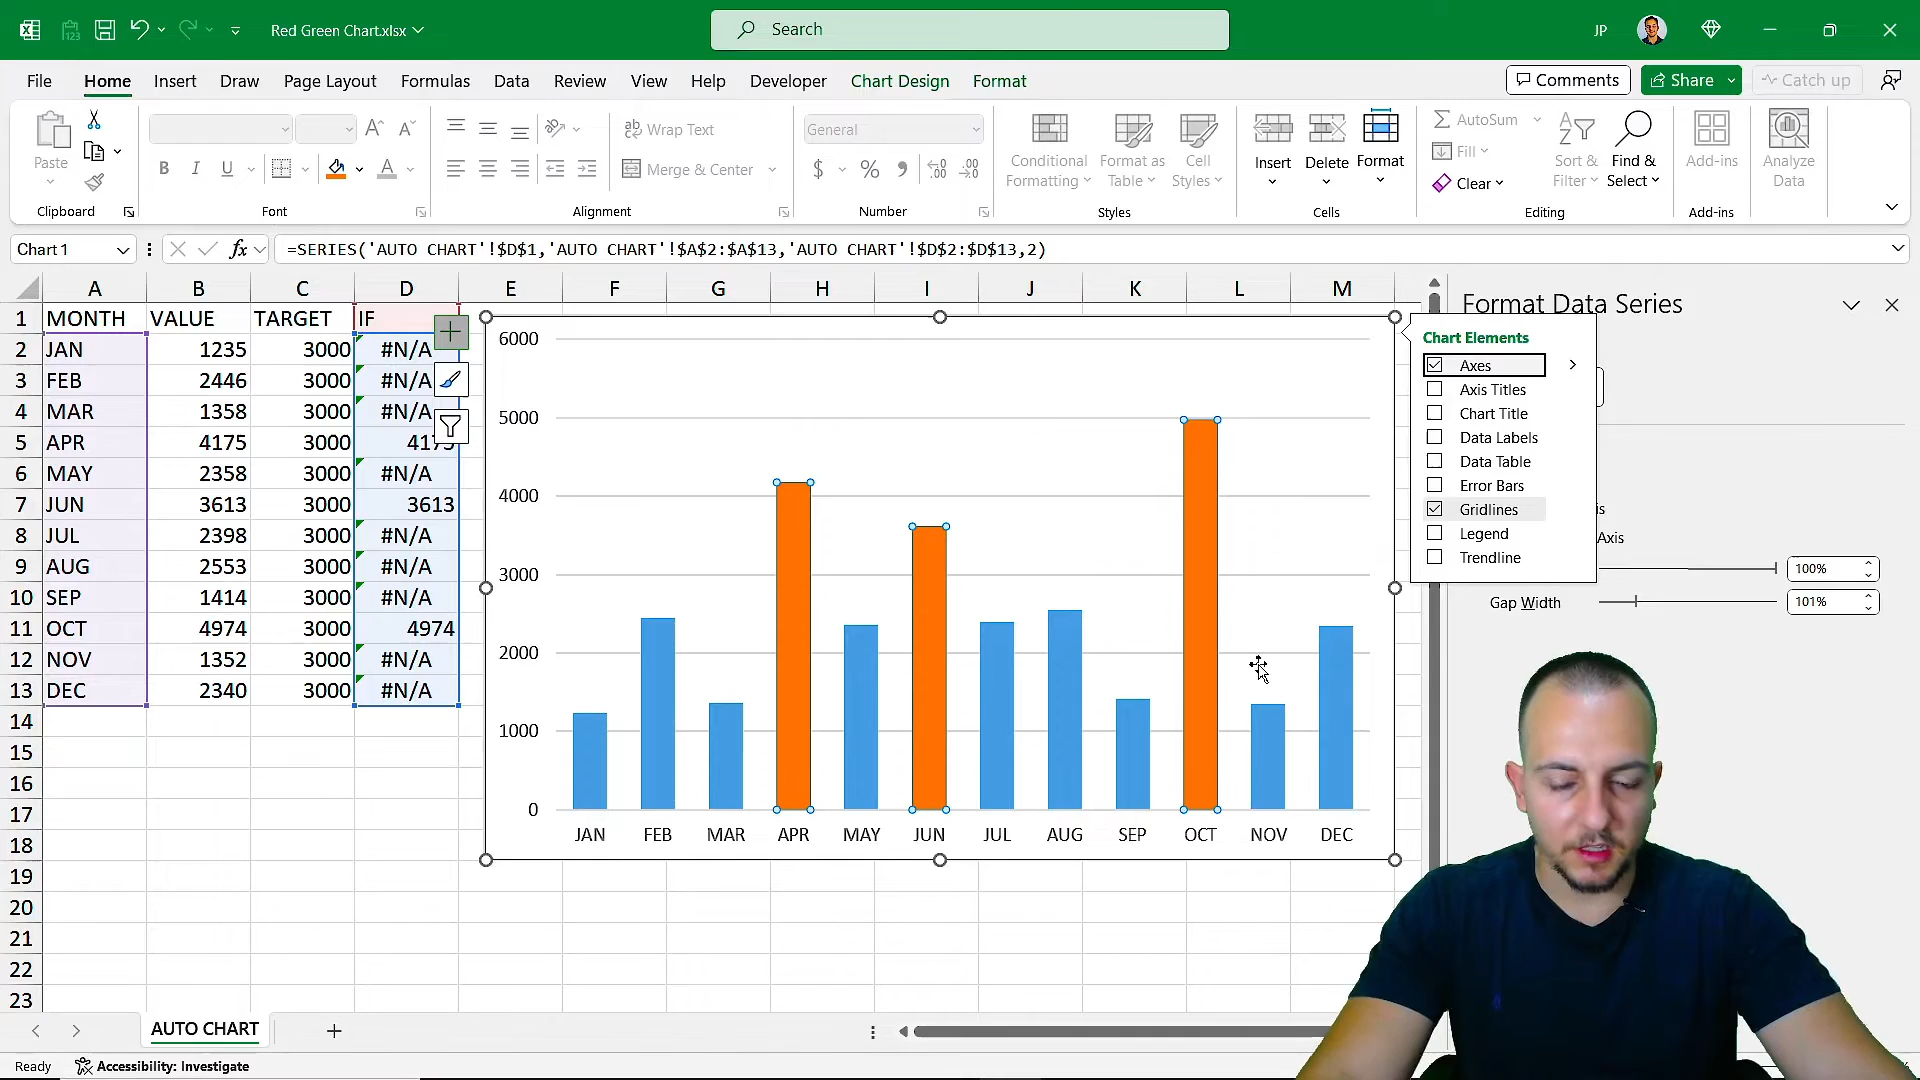 Red Green Chart.xlsx
Search
JP
File Home Insert Draw Page Layout Formulas Data Review View Help Developer Chart Design Format
Comments Share Catch up
Paste
Clipboard
B I U A
Font
ab Wrap Text
Merge & Center
Alignment
General
$ % 9
Number
Conditional Formatting
Format as Table
Cell Styles
Styles
Insert Delete Format
Cells
AutoSum
Fill
Clear
Sort & Filter
Find & Select
Editing
Add-ins
Add-ins
Analyze Data
Chart 1 fx =SERIES('AUTO CHART'!$D$1,'AUTO CHART'!$A$2:$A$13,'AUTO CHART'!$D$2:$D$13,2)
A B C D E F G H I J K L M
1 MONTH VALUE TARGET IF
2 JAN 1235 3000 #N/A
3 FEB 2446 3000 #N/A
4 MAR 1358 3000 #N/A
5 APR 4175 3000 4175
6 MAY 2358 3000 #N/A
7 JUN 3613 3000 3613
8 JUL 2398 3000 #N/A
9 AUG 2553 3000 #N/A
10 SEP 1414 3000 #N/A
11 OCT 4974 3000 4974
12 NOV 1352 3000 #N/A
13 DEC 2340 3000 #N/A
14
15
16
17
18
19
20
21
22
23
6000
5000
4000
3000
2000
1000
0
JAN FEB MAR APR MAY JUN JUL AUG SEP OCT NOV DEC
Format Data Series
Chart Elements
Axes
Axis Titles
Chart Title
Data Labels
Data Table
Error Bars
Gridlines
Legend
Trendline
Axis
100%
Gap Width 101%
AUTO CHART
Ready Accessibility: Investigate